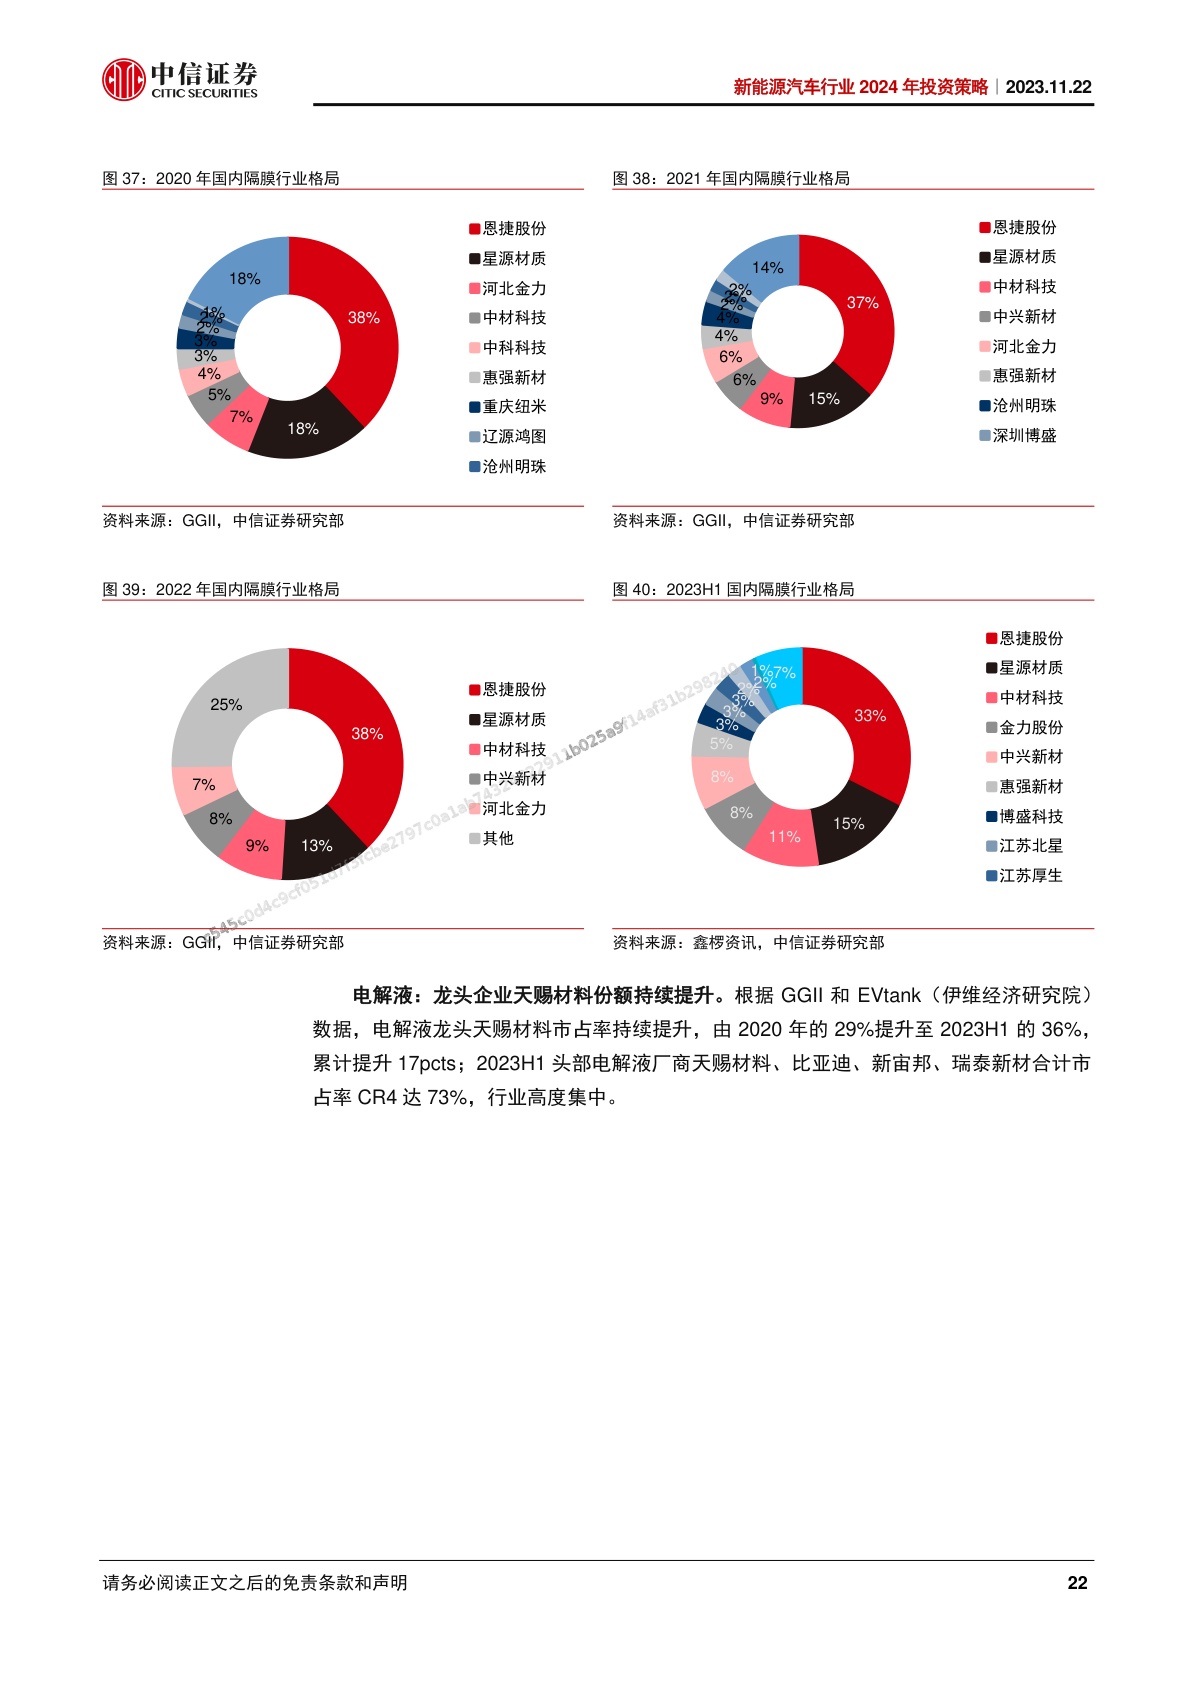 中信证券
CITIC SECURITIES
新能源汽车行业 2024 年投资策略｜2023.11.22
图 37：2020 年国内隔膜行业格局
38%
18%
7%
5%
4%
3%
3%
2%
2%
1%
18%
恩捷股份
星源材质
河北金力
中材科技
中科科技
惠强新材
重庆纽米
辽源鸿图
沧州明珠
资料来源：GGII，中信证券研究部
图 38：2021 年国内隔膜行业格局
37%
15%
9%
6%
6%
4%
4%
2%
2%
2%
14%
恩捷股份
星源材质
中材科技
中兴新材
河北金力
惠强新材
沧州明珠
深圳博盛
资料来源：GGII，中信证券研究部
图 39：2022 年国内隔膜行业格局
38%
13%
9%
8%
7%
25%
恩捷股份
星源材质
中材科技
中兴新材
河北金力
其他
资料来源：GGII，中信证券研究部
图 40：2023H1 国内隔膜行业格局
33%
15%
11%
8%
8%
5%
3%
3%
3%
2%
2%
1%
7%
恩捷股份
星源材质
中材科技
金力股份
中兴新材
惠强新材
博盛科技
江苏北星
江苏厚生
资料来源：鑫椤资讯，中信证券研究部
电解液：龙头企业天赐材料份额持续提升。根据 GGII 和 EVtank（伊维经济研究院）
数据，电解液龙头天赐材料市占率持续提升，由 2020 年的 29%提升至 2023H1 的 36%，
累计提升 17pcts；2023H1 头部电解液厂商天赐材料、比亚迪、新宙邦、瑞泰新材合计市
占率 CR4 达 73%，行业高度集中。
请务必阅读正文之后的免责条款和声明
22